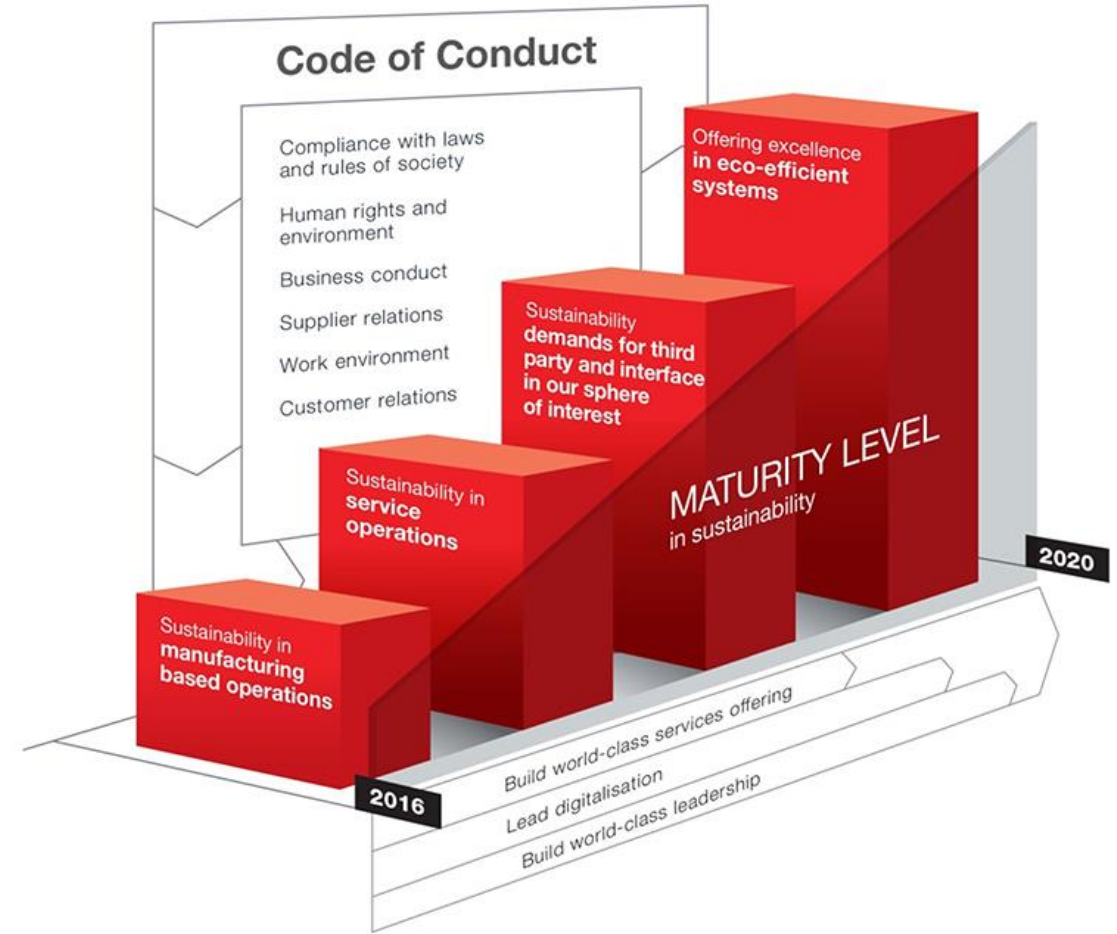 Code of Conduct
Compliance with laws
and rules of society
Human rights and
environment
Business conduct
Supplier relations
Work environment
Customer relations
Offering excellence
in eco-efficient
systems
Sustainability
demands for third
party and interface
in our sphere
of interest
Sustainability in
service
operations
Sustainability in
manufacturing
based operations
MATURITY LEVEL
in sustainability
2020
2016
Build world-class services offering
Lead digitalisation
Build world-class leadership